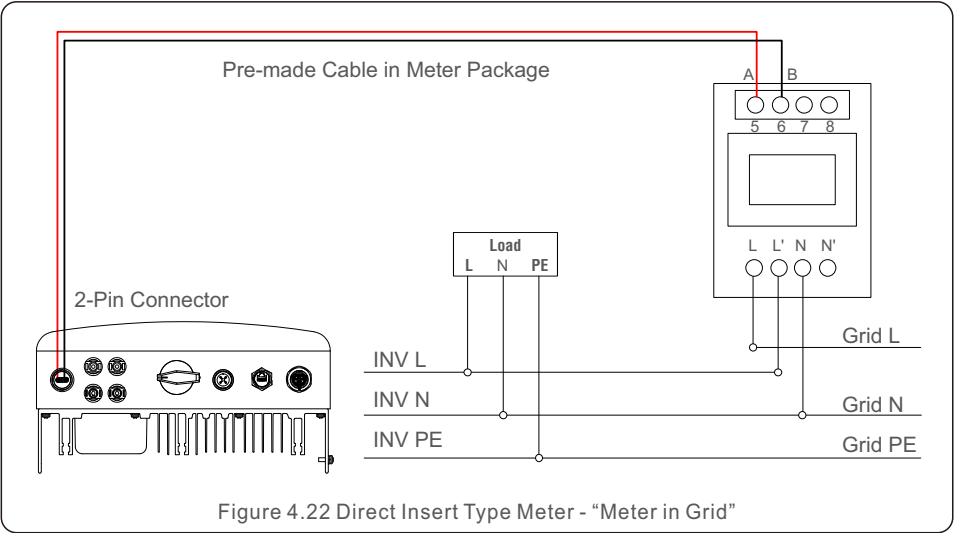 Pre-made Cable in Meter Package
A B
5 6 7 8
L L' N N'
Load
L N PE
2-Pin Connector
Grid L
INV L
INV N
Grid N
INV PE
Grid PE
Figure 4.22 Direct Insert Type Meter - “Meter in Grid”